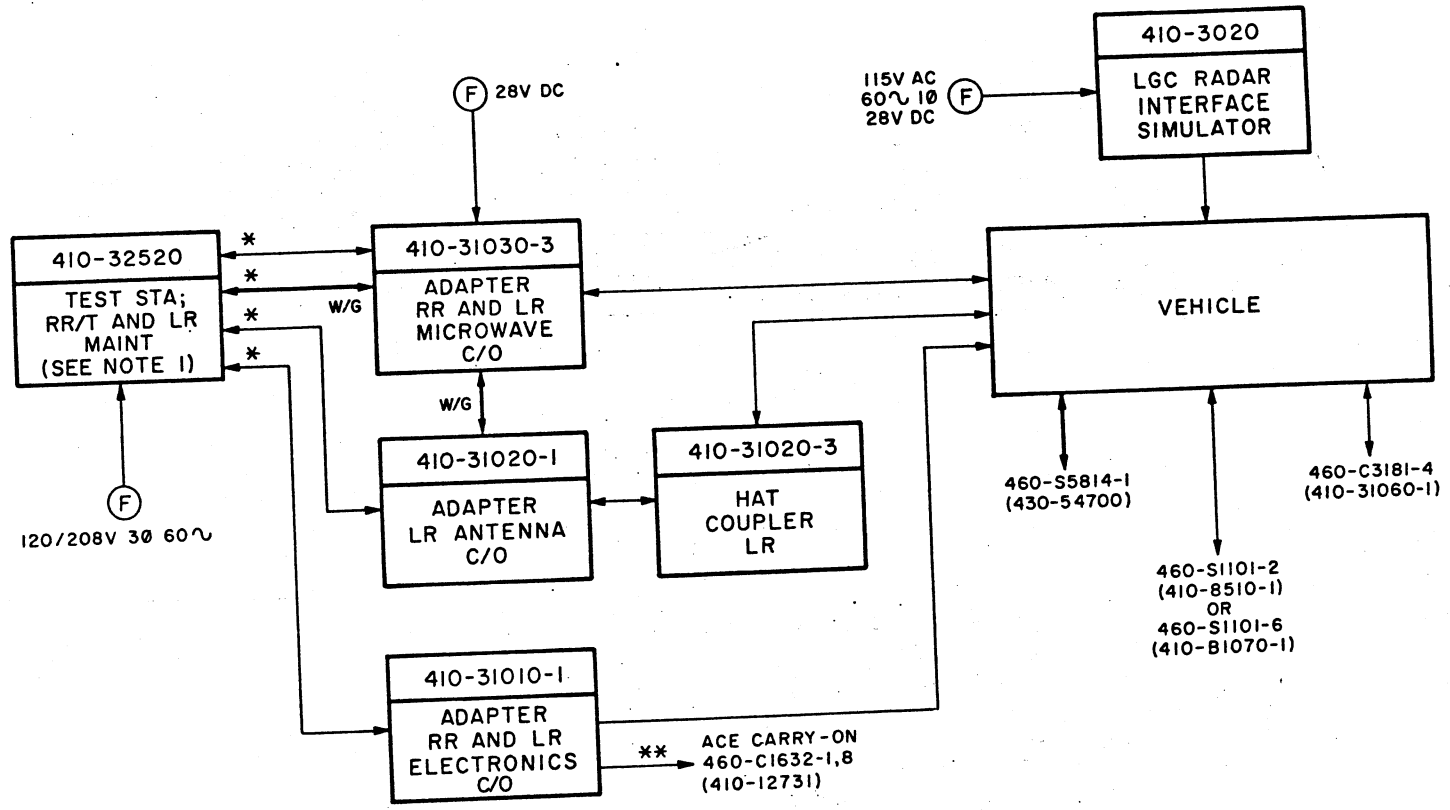 410-3020
LGC RADAR
INTERFACE
SIMULATOR
115V AC
60∿ 1Ø
28V DC
F
F
28V DC
410-32520
TEST STA;
RR/T AND LR
MAINT
(SEE NOTE 1)
*
*
W/G
*
*
410-31030-3
ADAPTER
RR AND LR
MICROWAVE
C/O
VEHICLE
F
120/208V 3Ø 60∿
W/G
410-31020-1
ADAPTER
LR ANTENNA
C/O
410-31020-3
HAT
COUPLER
LR
460-S5814-1
(430-54700)
460-S1101-2
(410-8510-1)
OR
460-S1101-6
(410-B1070-1)
460-C3181-4
(410-31060-1)
410-31010-1
ADAPTER
RR AND LR
ELECTRONICS
C/O
**
ACE CARRY-ON
460-C1632-1,8
(410-12731)